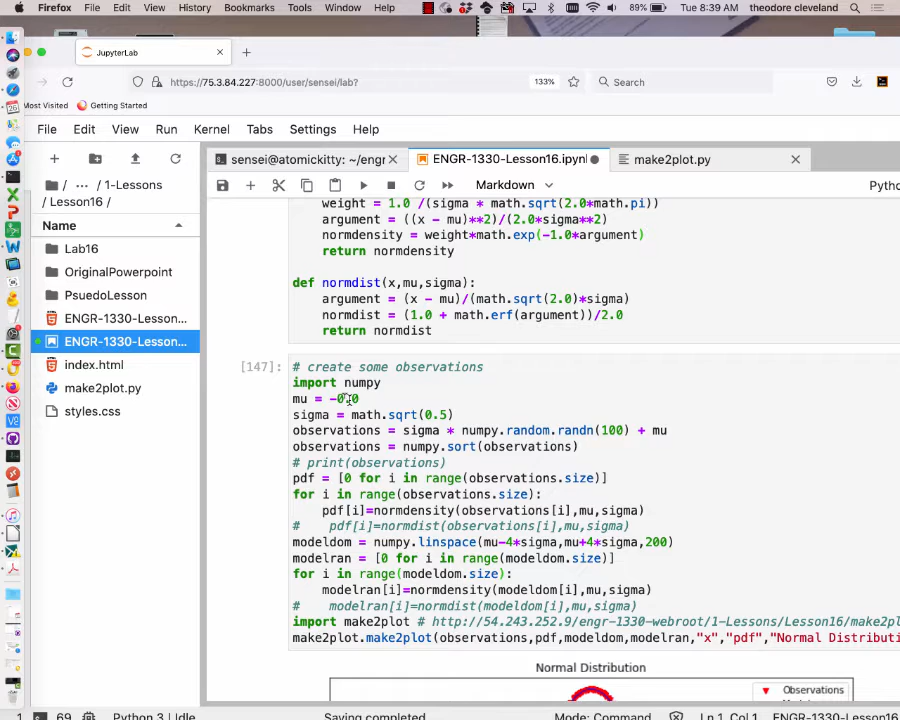 Firefox File Edit View History Bookmarks Tools Window Help 89% Tue 8:39 AM theodore cleveland
JupyterLab
https://75.3.84.227:8000/user/sensei/lab? 133% Search
Most Visited Getting Started
File Edit View Run Kernel Tabs Settings Help
sensei@atomickitty: ~/engr ENGR-1330-Lesson16.ipynl make2plot.py
/ ... / 1-Lessons
/ Lesson16 /
Markdown Pytho
Name
Lab16
OriginalPowerpoint
PsuedoLesson
ENGR-1330-Lesson...
ENGR-1330-Lesson...
index.html
make2plot.py
styles.css
weight = 1.0 /(sigma * math.sqrt(2.0*math.pi))
argument = ((x - mu)**2)/(2.0*sigma**2)
normdensity = weight*math.exp(-1.0*argument)
return normdensity
def normdist(x,mu,sigma):
argument = (x - mu)/(math.sqrt(2.0)*sigma)
normdist = (1.0 + math.erf(argument))/2.0
return normdist
[147]:
# create some observations
import numpy
mu = -0.0
sigma = math.sqrt(0.5)
observations = sigma * numpy.random.randn(100) + mu
observations = numpy.sort(observations)
# print(observations)
pdf = [0 for i in range(observations.size)]
for i in range(observations.size):
pdf[i]=normdensity(observations[i],mu,sigma)
# pdf[i]=normdist(observations[i],mu,sigma)
modeldom = numpy.linspace(mu-4*sigma,mu+4*sigma,200)
modelran = [0 for i in range(modeldom.size)]
for i in range(modeldom.size):
modelran[i]=normdensity(modeldom[i],mu,sigma)
# modelran[i]=normdist(modeldom[i],mu,sigma)
import make2plot # http://54.243.252.9/engr-1330-webroot/1-Lessons/Lesson16/make2pl
make2plot.make2plot(observations,pdf,modeldom,modelran,"x","pdf","Normal Distributi
Normal Distribution
Observations
1 69 Python 3 | Idle Saving completed Mode: Command Ln 1, Col 1 ENGR-1330-Lesson16